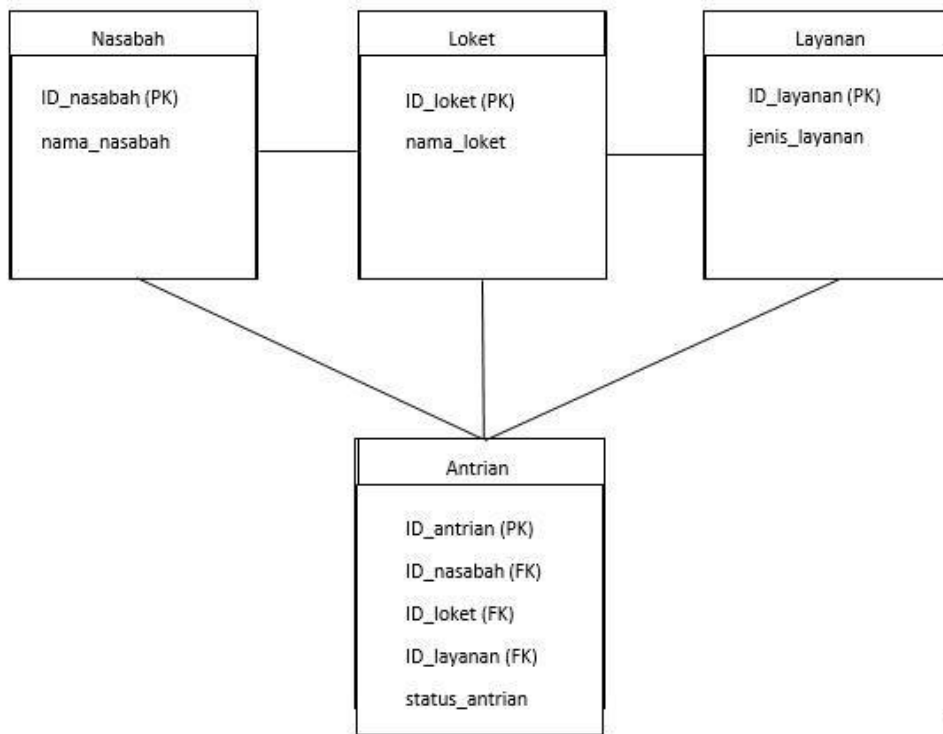 Nasabah
ID_nasabah (PK)
nama_nasabah
Loket
ID_loket (PK)
nama_loket
Layanan
ID_layanan (PK)
jenis_layanan
Antrian
ID_antrian (PK)
ID_nasabah (FK)
ID_loket (FK)
ID_layanan (FK)
status_antrian